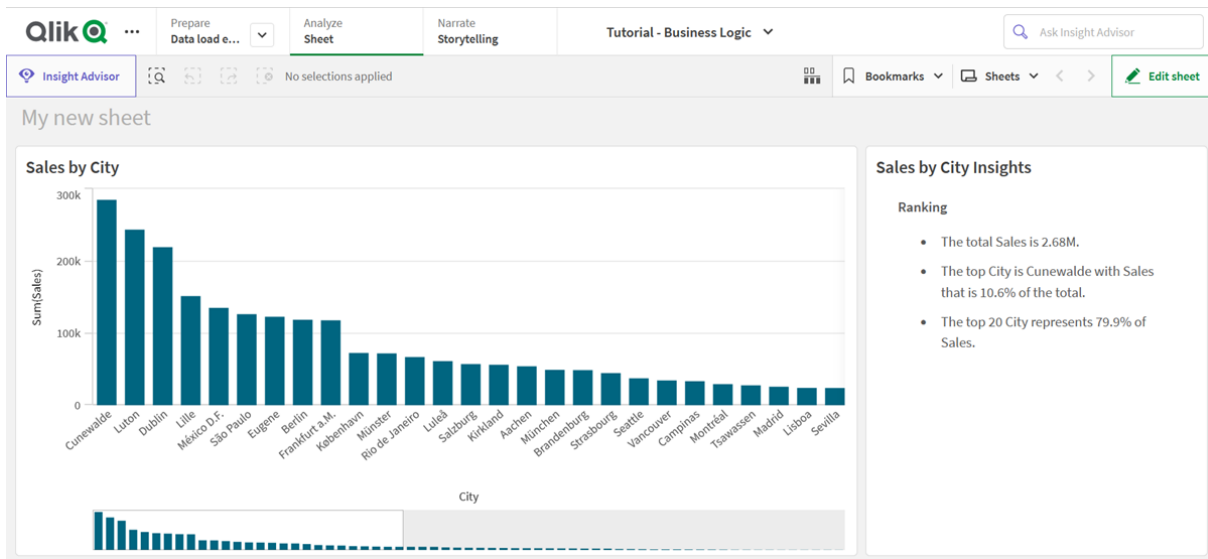 Qlik
Prepare
Data load e...
Analyze
Sheet
Narrate
Storytelling
Tutorial - Business Logic
Ask Insight Advisor
Insight Advisor
No selections applied
Bookmarks
Sheets
Edit sheet
My new sheet
Sales by City
300k
200k
100k
0
Sum(Sales)
Cunewalde
Luton
Dublin
Lille
México D.F.
São Paulo
Eugene
Berlin
Frankfurt a.M.
København
Münster
Rio de Janeiro
Luleå
Salzburg
Kirkland
Aachen
München
Brandenburg
Strasbourg
Seattle
Vancouver
Campinas
Montréal
Tsawassen
Madrid
Lisboa
Sevilla
City
Sales by City Insights
Ranking
• The total Sales is 2.68M.
• The top City is Cunewalde with Sales
that is 10.6% of the total.
• The top 20 City represents 79.9% of
Sales.